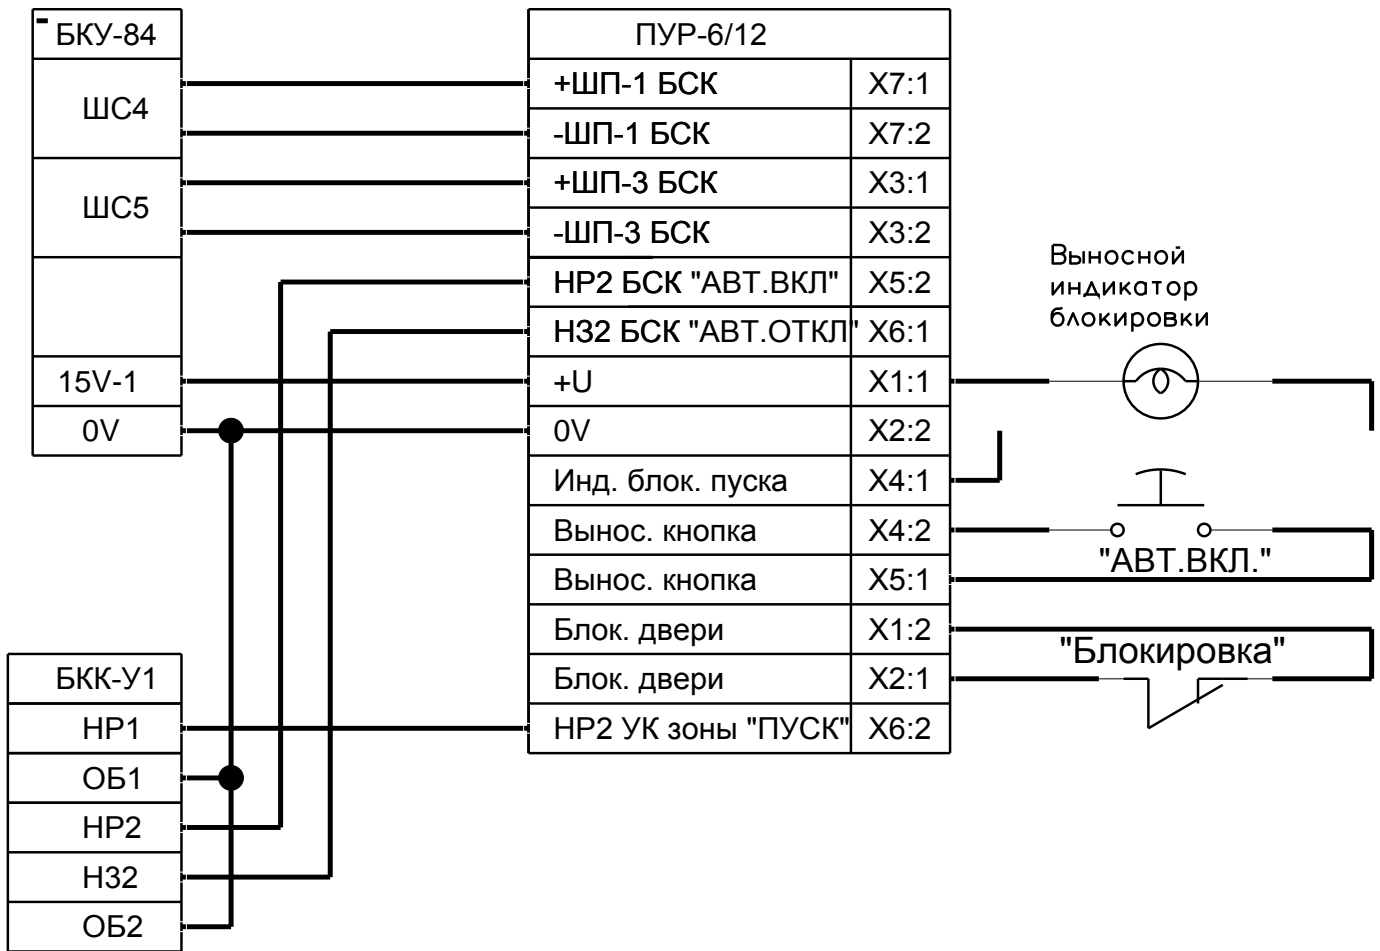 БКУ-84
ШС4
ШС5
15V-1
0V
ПУР-6/12
+ШП-1 БСК X7:1
-ШП-1 БСК X7:2
+ШП-3 БСК X3:1
-ШП-3 БСК X3:2
НР2 БСК "АВТ.ВКЛ" X5:2
НЗ2 БСК "АВТ.ОТКЛ" X6:1
+U X1:1
0V X2:2
Инд. блок. пуска X4:1
Вынос. кнопка X4:2
Вынос. кнопка X5:1
Блок. двери X1:2
Блок. двери X2:1
НР2 УК зоны "ПУСК" X6:2
Выносной
индикатор
блокировки
"АВТ.ВКЛ."
"Блокировка"
БКК-У1
НР1
ОБ1
НР2
НЗ2
ОБ2